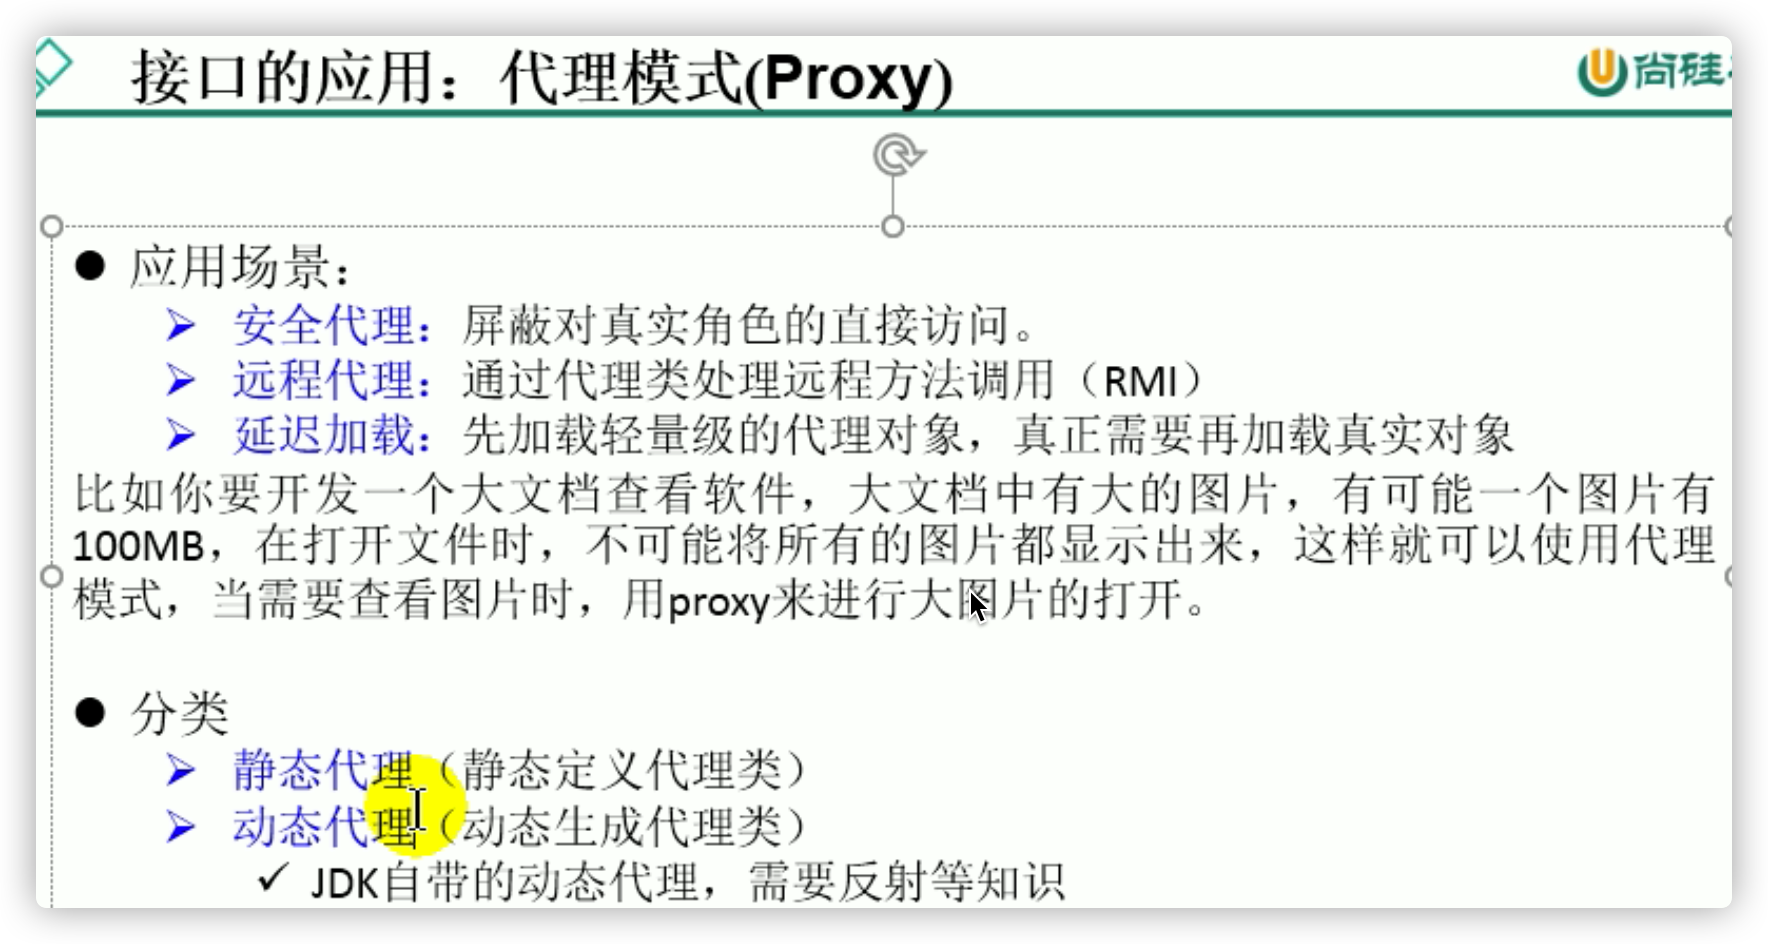 接口的应用：代理模式(Proxy)
尚硅
应用场景：
安全代理：屏蔽对真实角色的直接访问。
远程代理：通过代理类处理远程方法调用（RMI）
延迟加载：先加载轻量级的代理对象，真正需要再加载真实对象
比如你要开发一个大文档查看软件，大文档中有大的图片，有可能一个图片有
100MB，在打开文件时，不可能将所有的图片都显示出来，这样就可以使用代理
模式，当需要查看图片时，用proxy来进行大图片的打开。
分类
静态代理（静态定义代理类）
动态代理（动态生成代理类）
JDK自带的动态代理，需要反射等知识